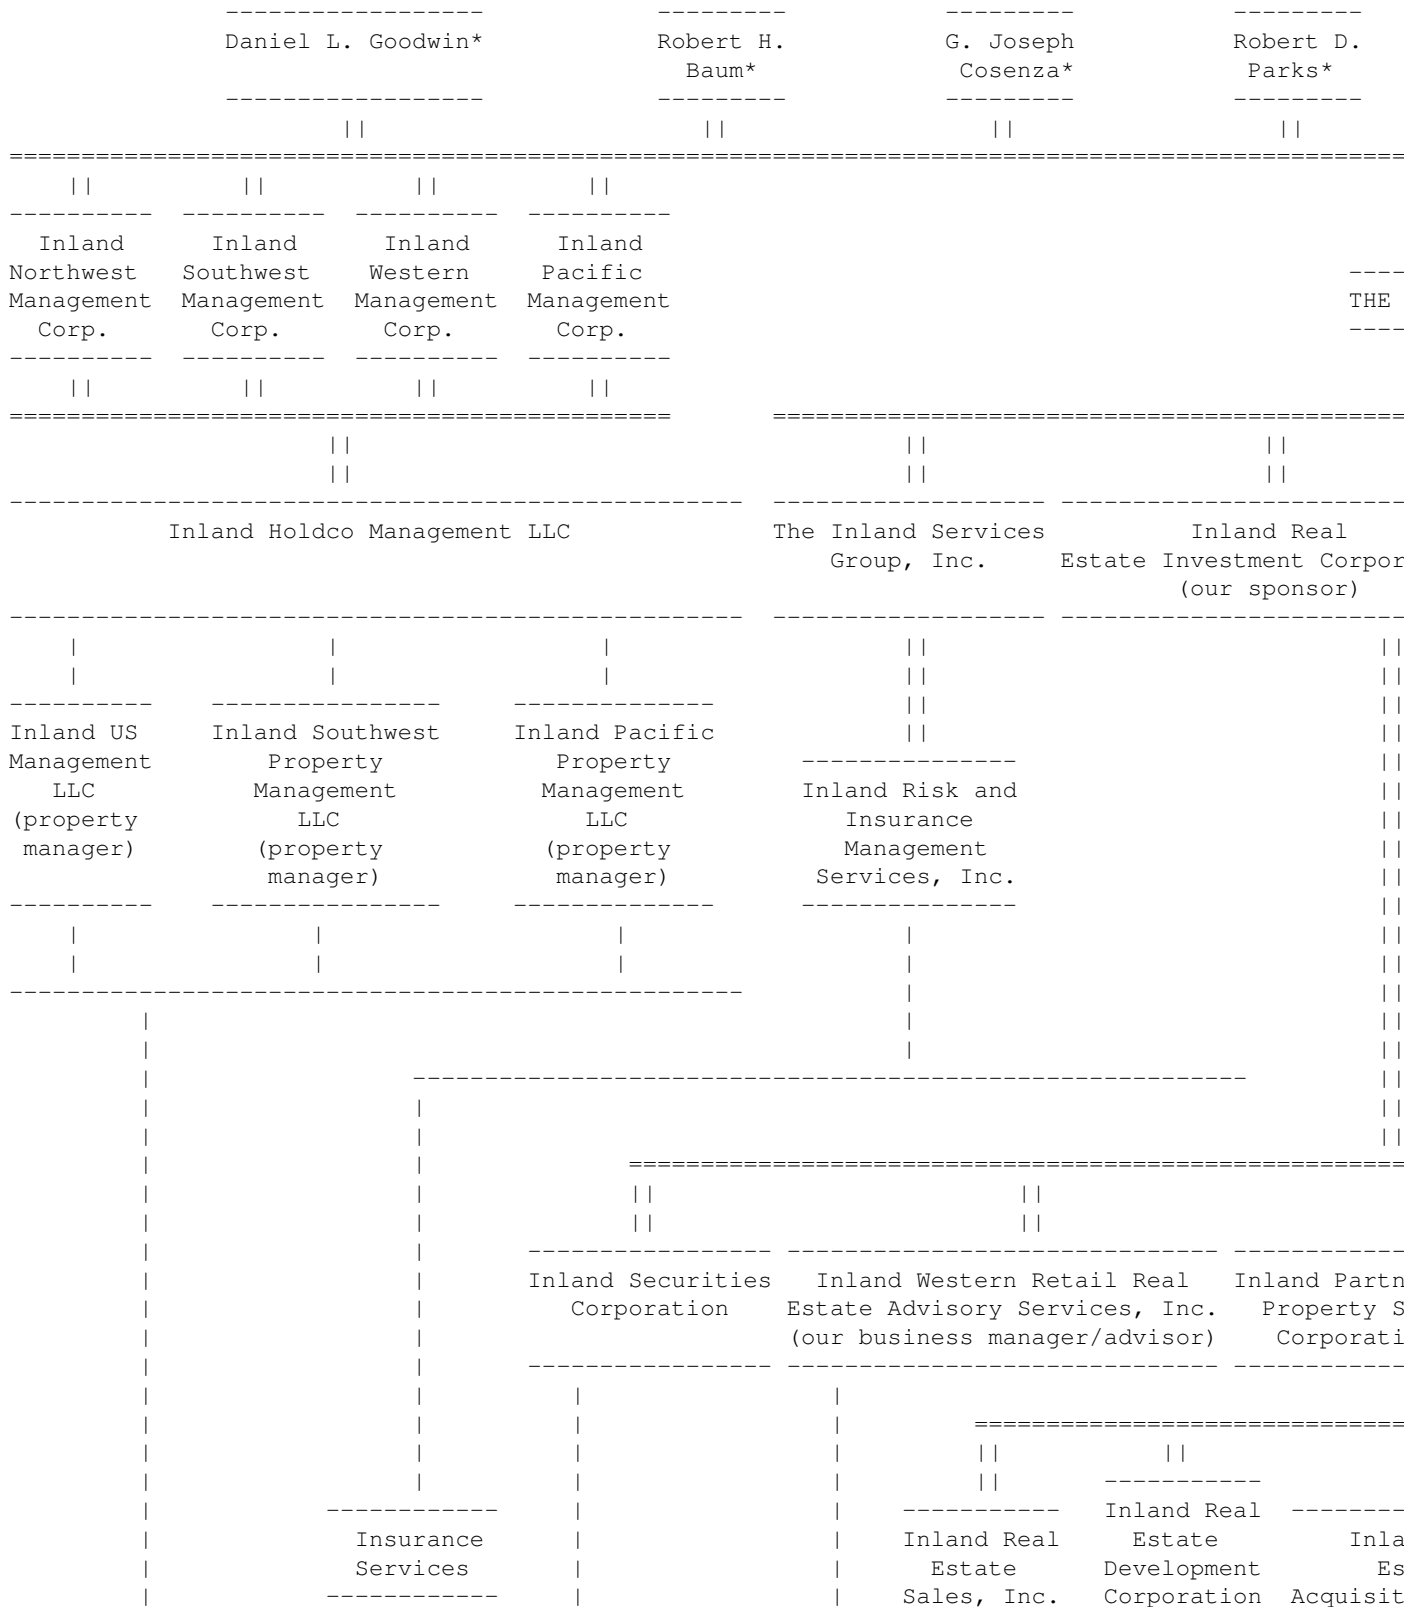 Daniel L. Goodwin* Robert H. G. Joseph Robert D.
Baum* Cosenza* Parks*
Inland Inland Inland Inland
Northwest Southwest Western Pacific
Management Management Management Management THE
Corp. Corp. Corp. Corp.
Inland Holdco Management LLC The Inland Services Inland Real
Group, Inc. Estate Investment Corpor
(our sponsor)
Inland US Inland Southwest Inland Pacific
Management Property Property
LLC Management Management Inland Risk and
(property LLC LLC Insurance
manager) (property (property Management
manager) manager) Services, Inc.
Inland Securities Inland Western Retail Real Inland Partn
Corporation Estate Advisory Services, Inc. Property S
(our business manager/advisor) Corporati
Inland Real
Insurance Inland Real Estate Inla
Services Estate Development Es
Sales, Inc. Corporation Acquisit